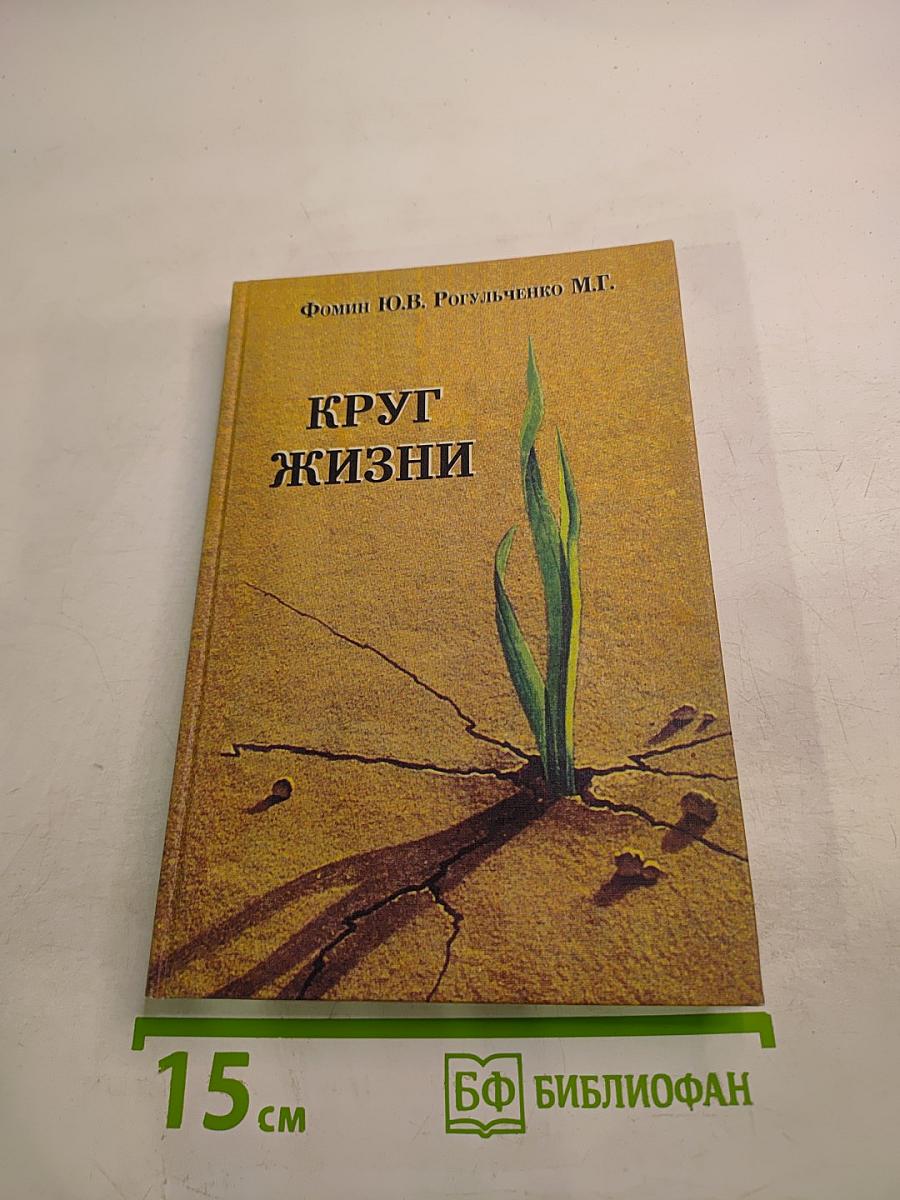 Фомин Ю.В. Рогульченко М.Г.
КРУГ
ЖИЗНИ
15 см
БФ БИБЛИОФАН